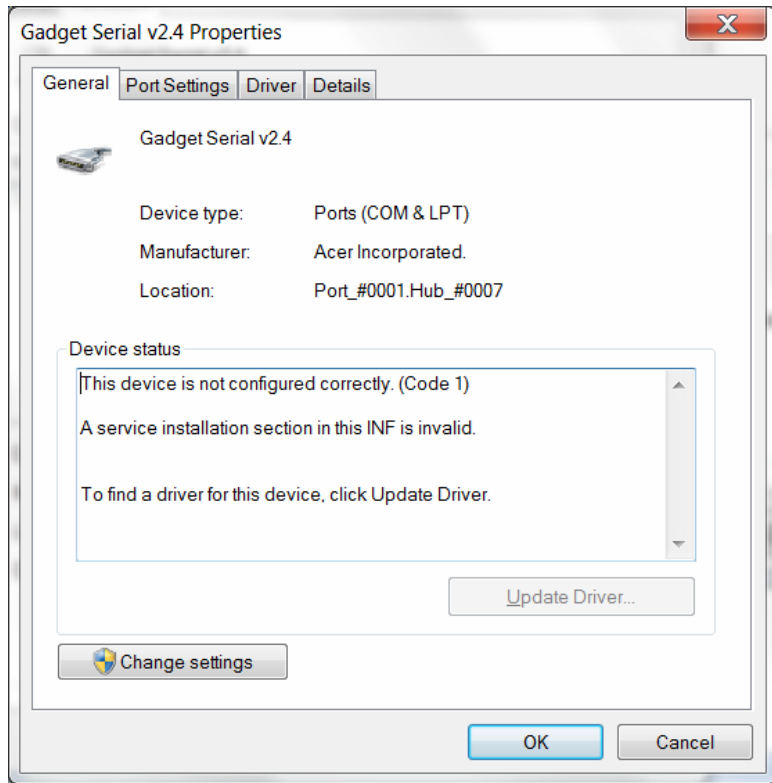 Gadget Serial v2.4 Properties
General Port Settings Driver Details
Gadget Serial v2.4
Device type: Ports (COM & LPT)
Manufacturer: Acer Incorporated.
Location: Port_#0001.Hub_#0007
Device status
This device is not configured correctly. (Code 1)
A service installation section in this INF is invalid.
To find a driver for this device, click Update Driver.
Update Driver...
Change settings
OK Cancel